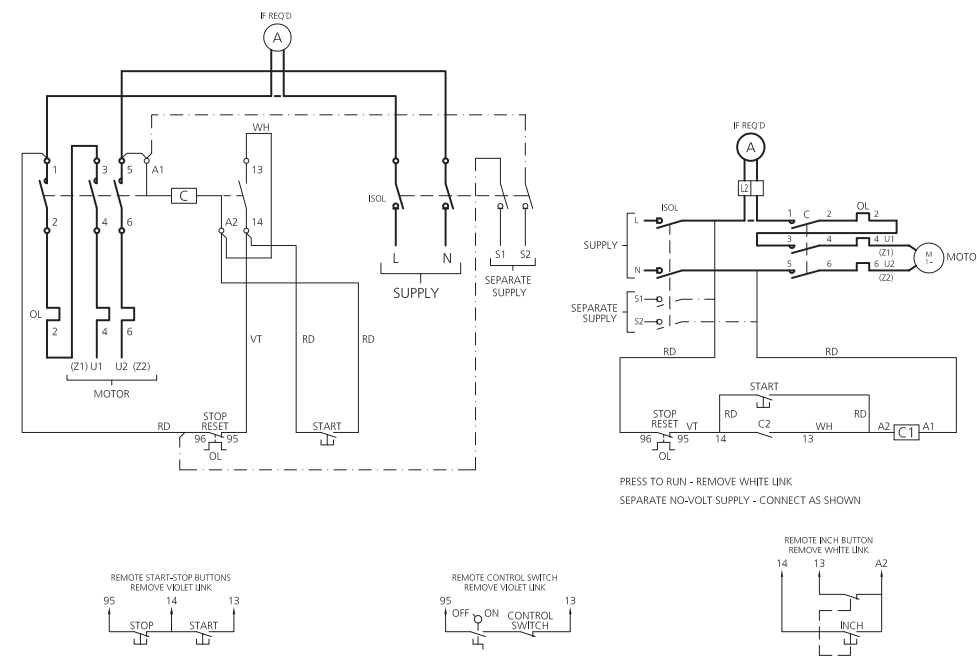 IF REQ'D
A
WH
1
3
5
A1
13
C
ISOL
2
4
6
A2
14
L
N
S1
S2
SUPPLY
SEPARATE
SUPPLY
OL
2
4
6
VT
RD
RD
(Z1) U1
U2 (Z2)
MOTOR
RD
STOP
RESET
96
95
OL
START
IF REQ'D
A
L2
ISOL
L
1
C
2
OL
2
SUPPLY
3
4
4
U1
(Z1)
M
1~
MOTO
N
5
6
6
U2
(Z2)
SEPARATE
SUPPLY
S1
S2
RD
RD
START
STOP
RESET
VT
RD
C2
WH
RD
A2
C1
A1
96
95
14
13
OL
PRESS TO RUN - REMOVE WHITE LINK
SEPARATE NO-VOLT SUPPLY - CONNECT AS SHOWN
REMOTE START-STOP BUTTONS
REMOVE VIOLET LINK
95
14
13
STOP
START
REMOTE CONTROL SWITCH
REMOVE VIOLET LINK
95
13
OFF
ON
CONTROL
SWITCH
REMOTE INCH BUTTON
REMOVE WHITE LINK
14
13
A2
INCH